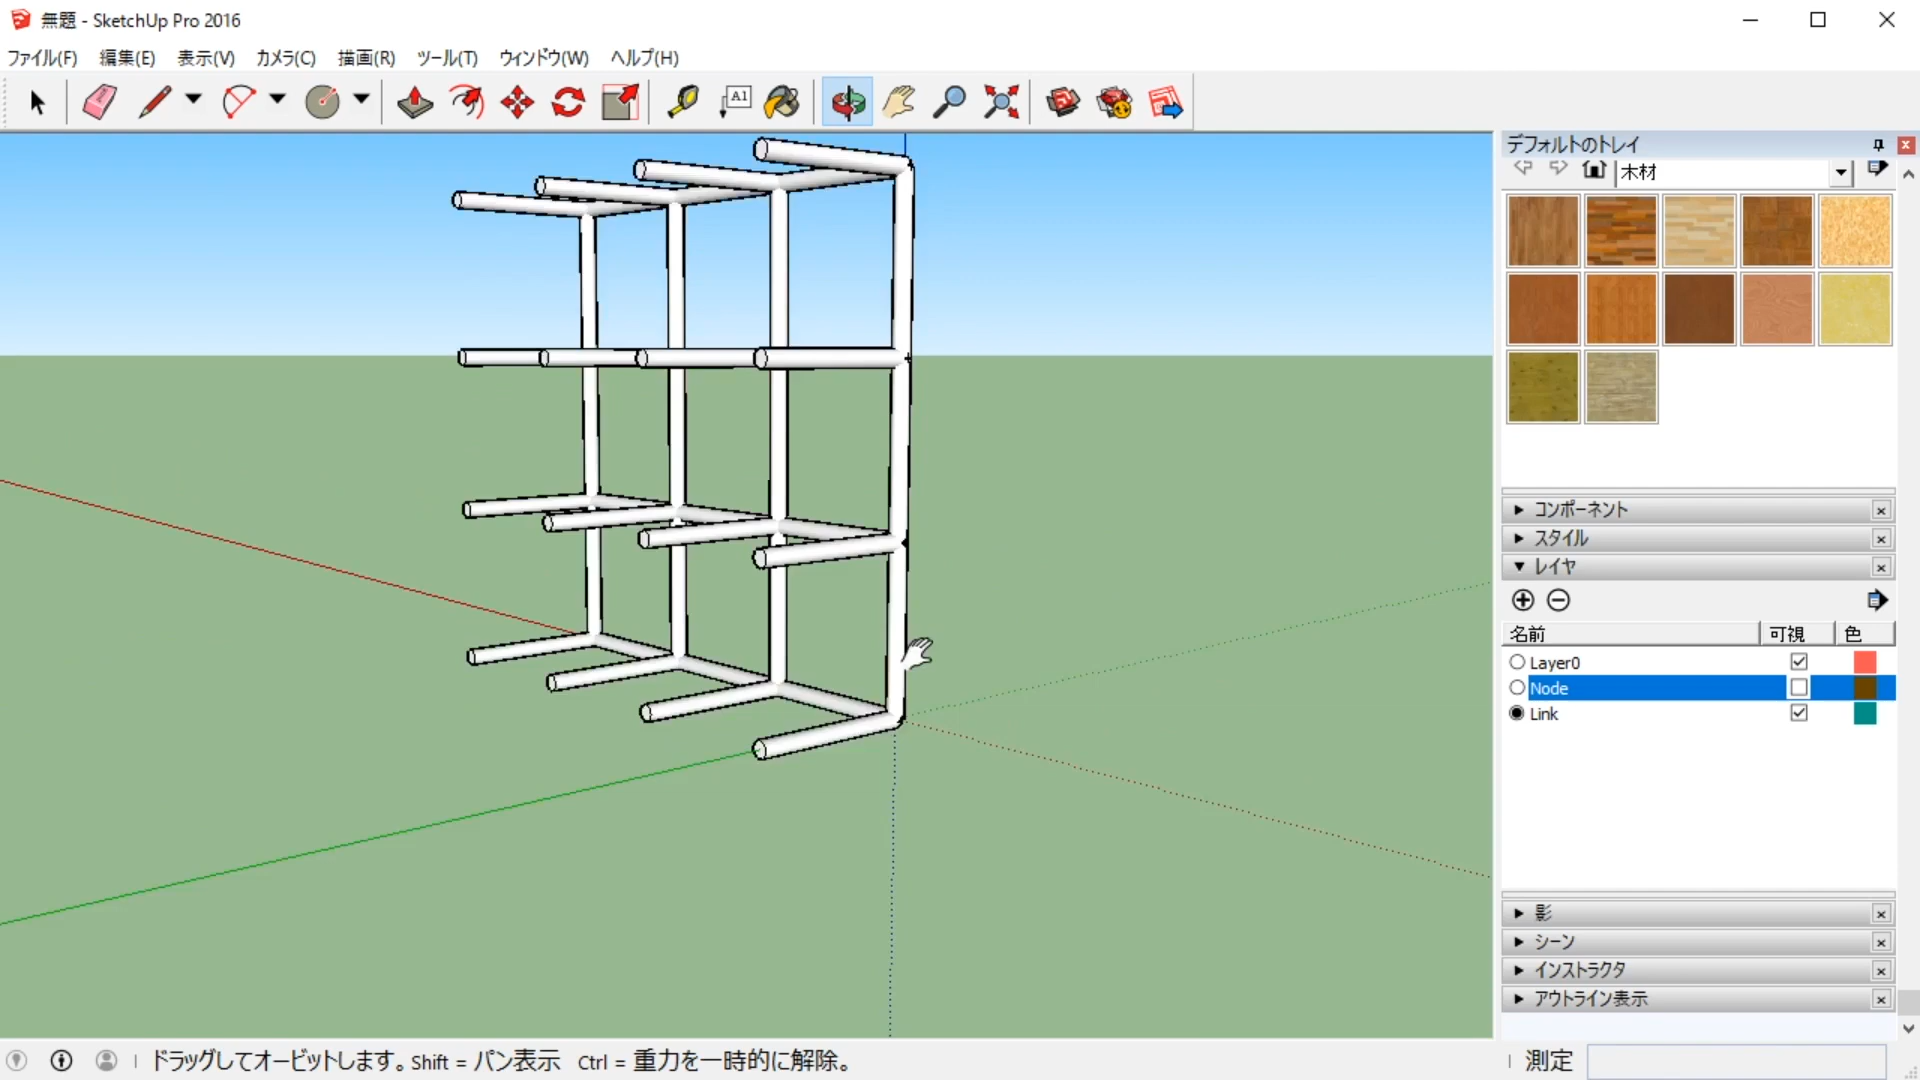 無題 - SketchUp Pro 2016
ファイル(F) 編集(E) 表示(V) カメラ(C) 描画(R) ツール(T) ウィンドウ(W) ヘルプ(H)
A1
デフォルトのトレイ
木材
コンポーネント
スタイル
レイヤ
名前 可視 色
Layer0
Node
Link
影
シーン
インストラクタ
アウトライン表示
ドラッグしてオービットします。Shift = パン表示 Ctrl = 重力を一時的に解除。
測定